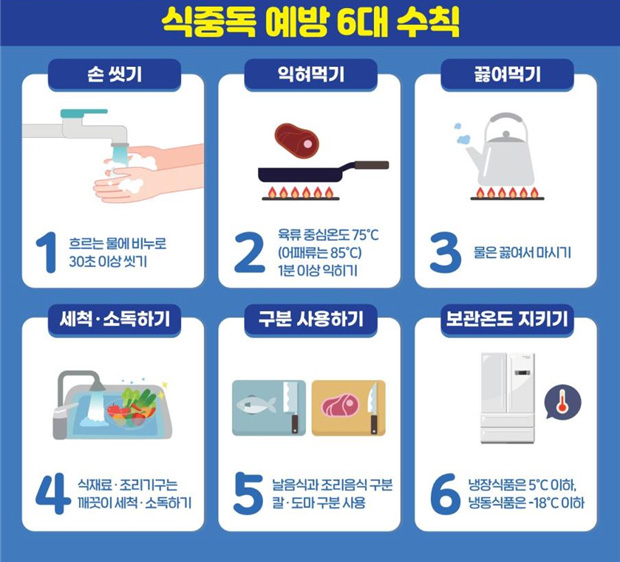 식중독 예방 6대 수칙
손 씻기
1
흐르는 물에 비누로
30초 이상 씻기
익혀먹기
2
육류 중심온도 75°C
(어패류는 85°C)
1분 이상 익히기
끓여먹기
3
물은 끓여서 마시기
세척·소독하기
4
식재료·조리기구는
깨끗이 세척·소독하기
구분 사용하기
5
날음식과 조리음식 구분
칼·도마 구분 사용
보관온도 지키기
6
냉장식품은 5°C 이하,
냉동식품은 -18°C 이하